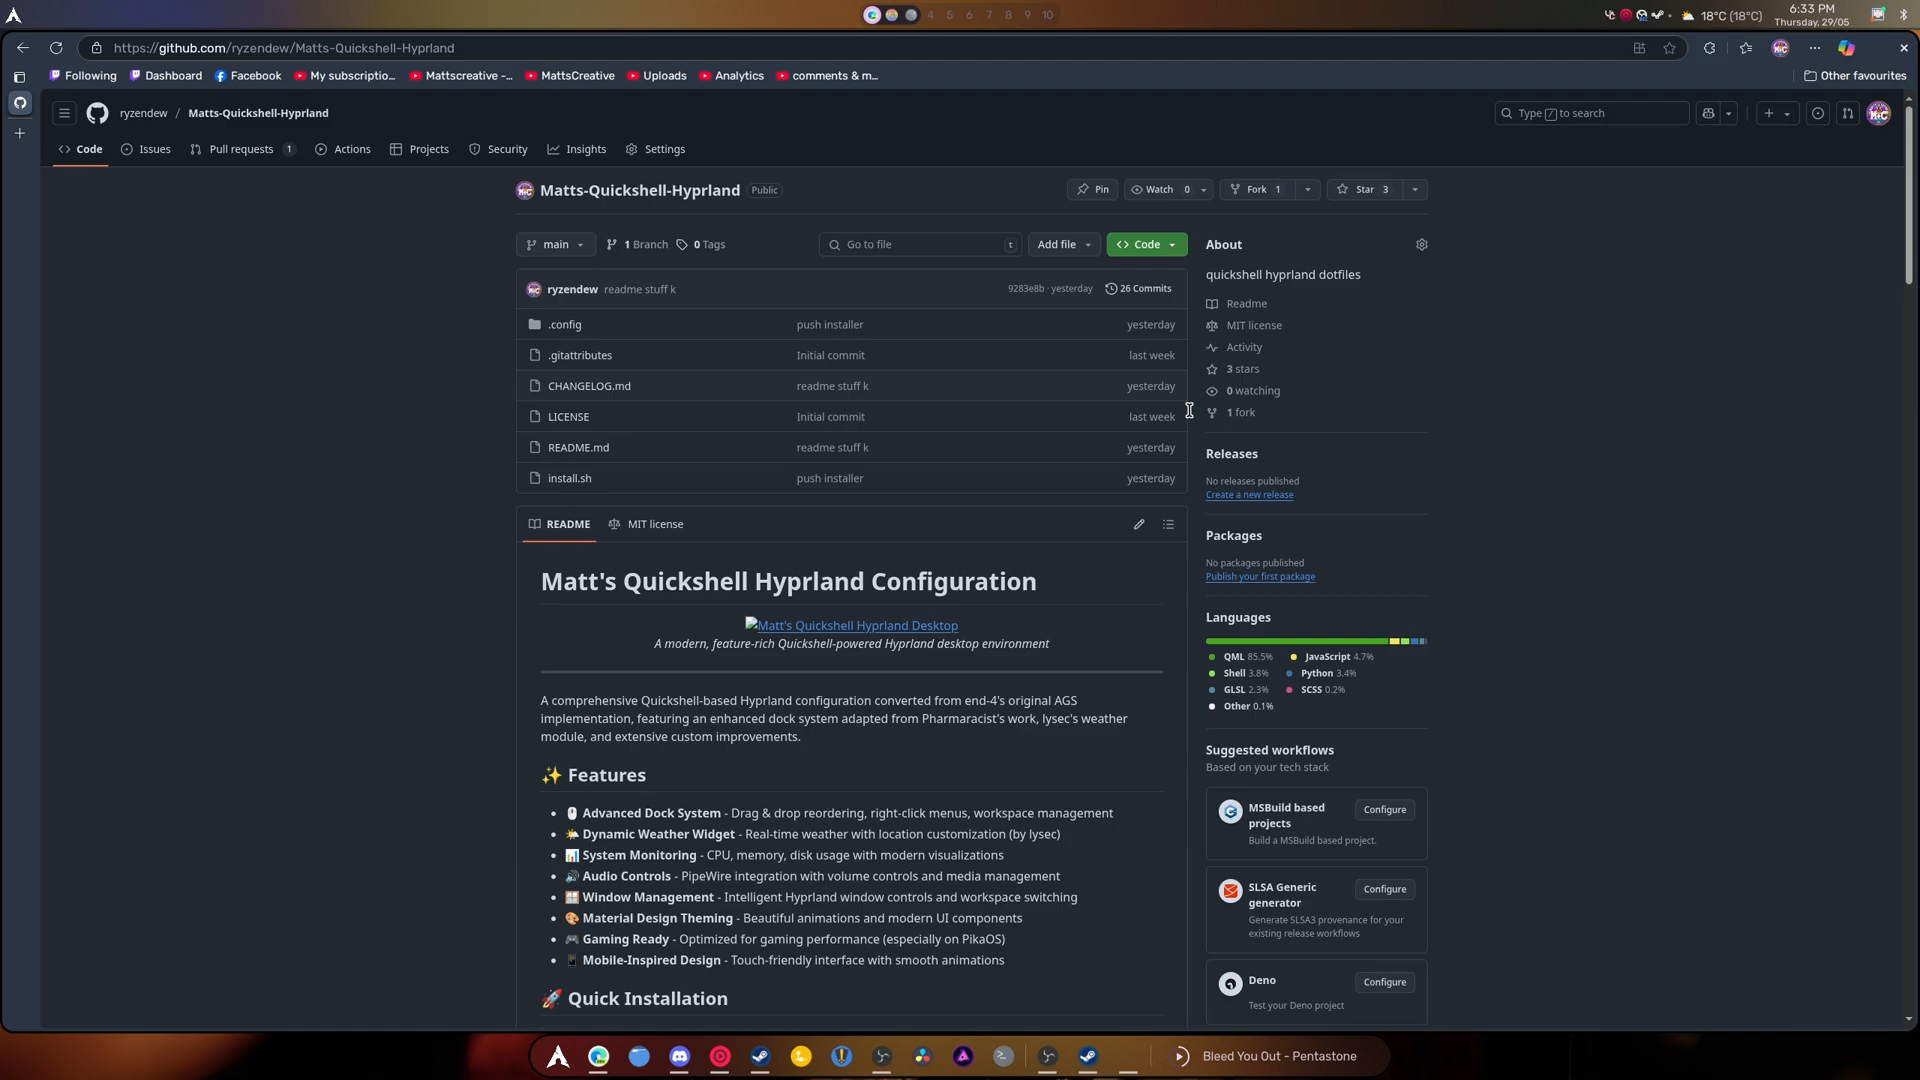 4 5 6 7 8 9 10
18°C (18°C)
6:33 PM
Thursday, 29/05
https://github.com/ryzendew/Matts-Quickshell-Hyprland
Following Dashboard Facebook My subscriptio... Mattscreative -... MattsCreative Uploads Analytics comments & m... Other favourites
ryzendew / Matts-Quickshell-Hyprland Type / to search
Code Issues Pull requests 1 Actions Projects Security Insights Settings
Matts-Quickshell-Hyprland Public Pin Watch 0 Fork 1 Star 3
main 1 Branch 0 Tags Go to file t Add file Code
ryzendew readme stuff k 9283e8b · yesterday 26 Commits
.config push installer yesterday
.gitattributes Initial commit last week
CHANGELOG.md readme stuff k yesterday
LICENSE Initial commit last week
README.md readme stuff k yesterday
install.sh push installer yesterday
README MIT license
Matt's Quickshell Hyprland Configuration
Matt's Quickshell Hyprland Desktop
A modern, feature-rich Quickshell-powered Hyprland desktop environment
A comprehensive Quickshell-based Hyprland configuration converted from end-4's original AGS
implementation, featuring an enhanced dock system adapted from Pharmaracist's work, lysec's weather
module, and extensive custom improvements.
✨ Features
• 🖱️ Advanced Dock System - Drag & drop reordering, right-click menus, workspace management
• 🌤️ Dynamic Weather Widget - Real-time weather with location customization (by lysec)
• 📊 System Monitoring - CPU, memory, disk usage with modern visualizations
• 🔊 Audio Controls - PipeWire integration with volume controls and media management
• 🪟 Window Management - Intelligent Hyprland window controls and workspace switching
• 🎨 Material Design Theming - Beautiful animations and modern UI components
• 🎮 Gaming Ready - Optimized for gaming performance (especially on PikaOS)
• 📱 Mobile-Inspired Design - Touch-friendly interface with smooth animations
🚀 Quick Installation
About
quickshell hyprland dotfiles
Readme
MIT license
Activity
3 stars
0 watching
1 fork
Releases
No releases published
Create a new release
Packages
No packages published
Publish your first package
Languages
QML 85.5% JavaScript 4.7%
Shell 3.8% Python 3.4%
GLSL 2.3% SCSS 0.2%
Other 0.1%
Suggested workflows
Based on your tech stack
MSBuild based
projects
Configure
Build a MSBuild based project.
SLSA Generic
generator
Configure
Generate SLSA3 provenance for your
existing release workflows
Deno
Configure
Test your Deno project
Bleed You Out - Pentastone